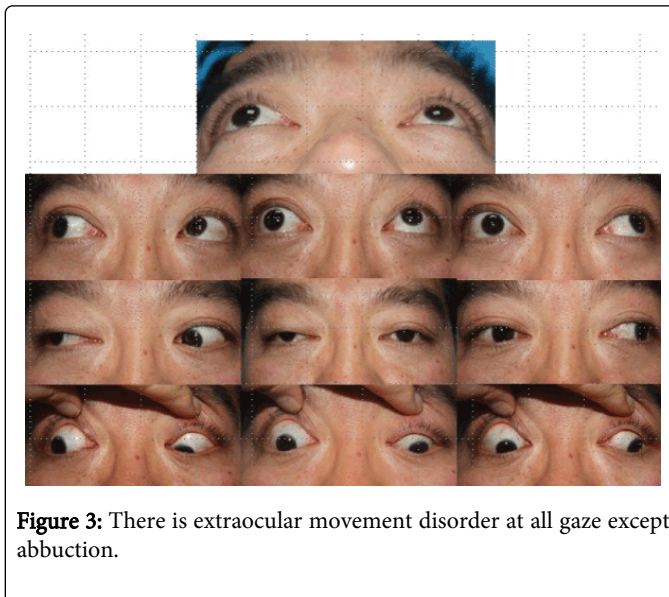 Figure 3: There is extraocular movement disorder at all gaze except
abbuction.